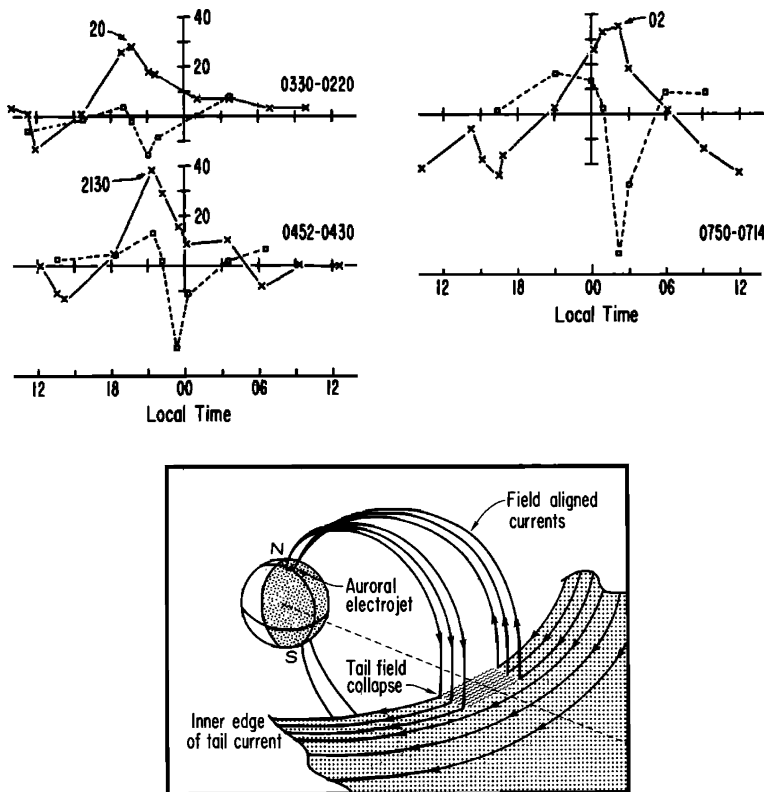 40
20
20
0330-0220
40
2130
20
0452-0430
12
18
00
06
12
Local Time
02
0750-0714
12
18
00
06
12
Local Time
Field aligned
currents
N
Auroral
electrojet
S
Tail field
collapse
Inner edge
of tail current